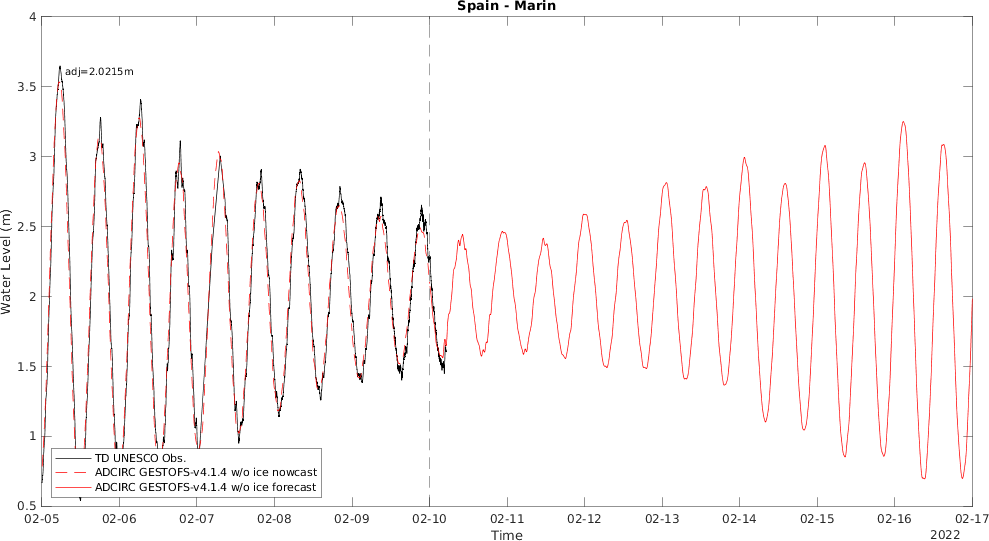 Spain - Marin
4
3.5
3
2.5
2
1.5
1
0.5
Water Level (m)
adj=2.0215m
TD UNESCO Obs.
ADCIRC GESTOFS-v4.1.4 w/o ice nowcast
ADCIRC GESTOFS-v4.1.4 w/o ice forecast
02-05 02-06 02-07 02-08 02-09 02-10 02-11 02-12 02-13 02-14 02-15 02-16 02-17
Time
2022